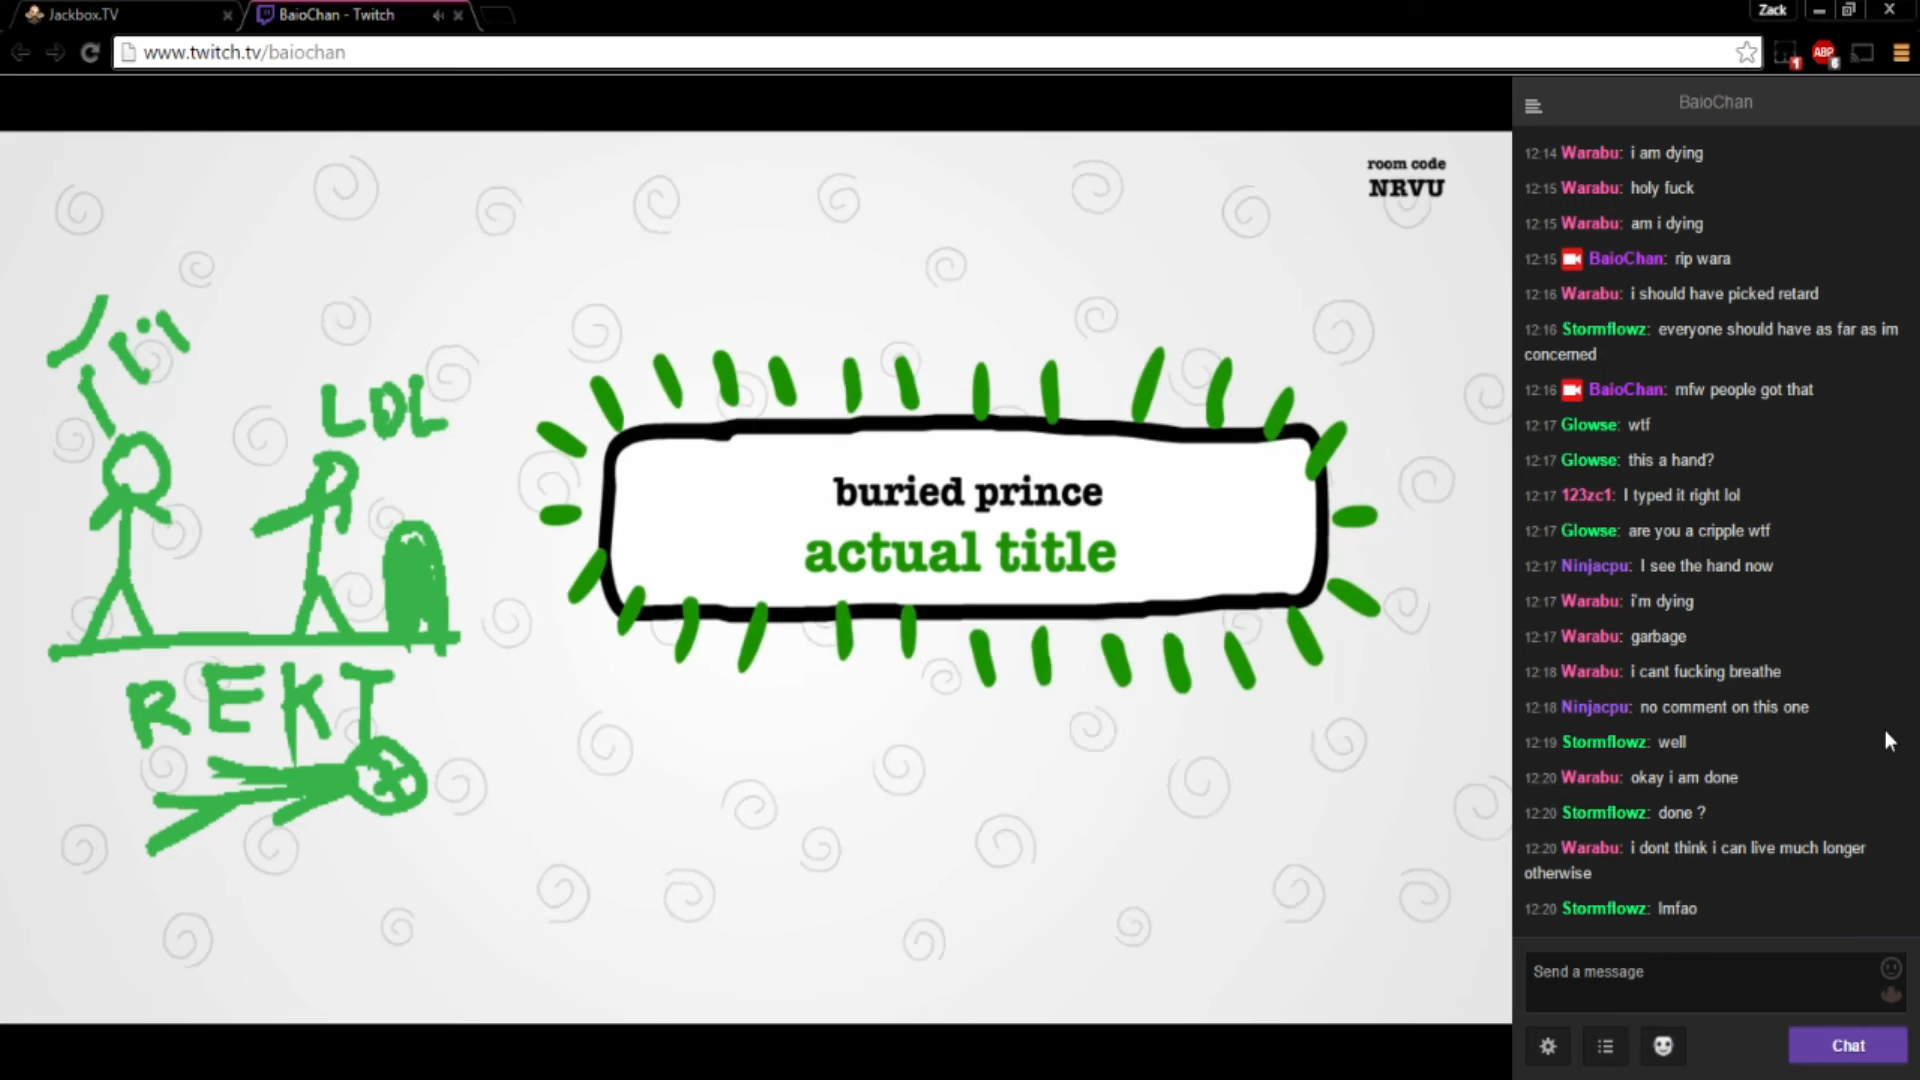 Jackbox.TV
BaioChan - Twitch
Zack
www.twitch.tv/baiochan
ABP
1
6
room code
NRVU
LOL
REKT
buried prince
actual title
BaioChan
12:14 Warabu: i am dying
12:15 Warabu: holy fuck
12:15 Warabu: am i dying
12:15 BaioChan: rip wara
12:16 Warabu: i should have picked retard
12:16 Stormflowz: everyone should have as far as im
concerned
12:16 BaioChan: mfw people got that
12:17 Glowse: wtf
12:17 Glowse: this a hand?
12:17 123zc1: I typed it right lol
12:17 Glowse: are you a cripple wtf
12:17 Ninjacpu: I see the hand now
12:17 Warabu: i'm dying
12:17 Warabu: garbage
12:18 Warabu: i cant fucking breathe
12:18 Ninjacpu: no comment on this one
12:19 Stormflowz: well
12:20 Warabu: okay i am done
12:20 Stormflowz: done ?
12:20 Warabu: i dont think i can live much longer
otherwise
12:20 Stormflowz: lmfao
Send a message
Chat